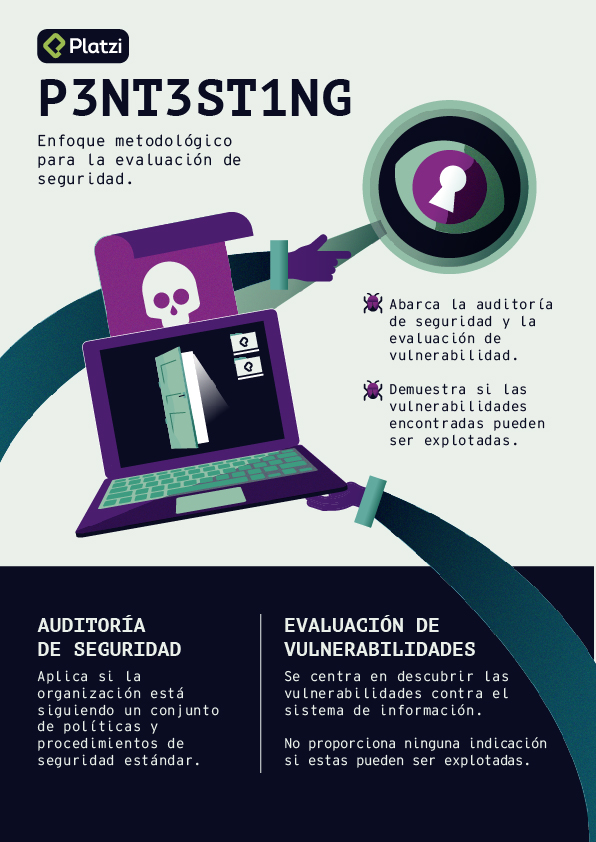 Platzi
P3NT3ST1NG
Enfoque metodológico
para la evaluación de
seguridad.
Abarca la auditoría
de seguridad y la
evaluación de
vulnerabilidad.
Demuestra si las
vulnerabilidades
encontradas pueden
ser explotadas.
AUDITORÍA
DE SEGURIDAD
Aplica si la
organización está
siguiendo un conjunto
de políticas y
procedimientos de
seguridad estándar.
EVALUACIÓN DE
VULNERABILIDADES
Se centra en descubrir las
vulnerabilidades contra el
sistema de información.
No proporciona ninguna indicación
si estas pueden ser explotadas.